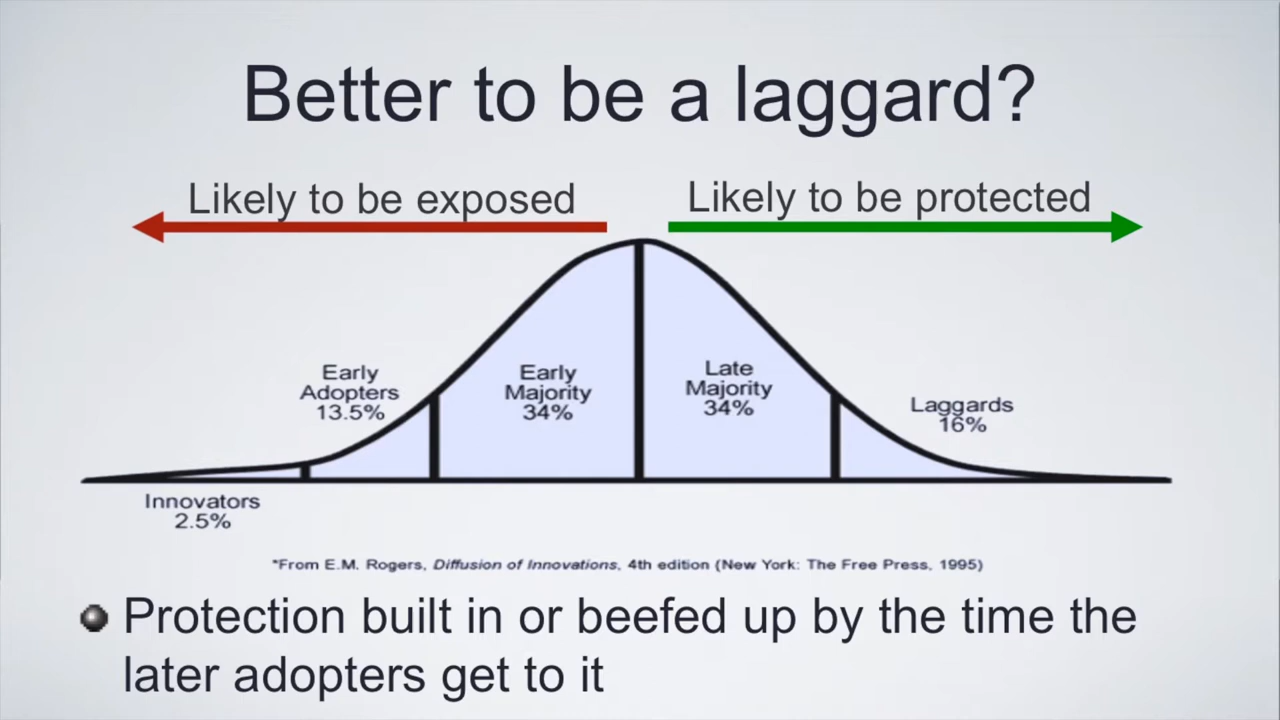 Better to be a laggard?
Likely to be exposed
Likely to be protected
Early
Adopters
13.5%
Early
Majority
34%
Late
Majority
34%
Laggards
16%
Innovators
2.5%
*From E.M. Rogers, Diffusion of Innovations, 4th edition (New York: The Free Press, 1995)
Protection built in or beefed up by the time the
later adopters get to it